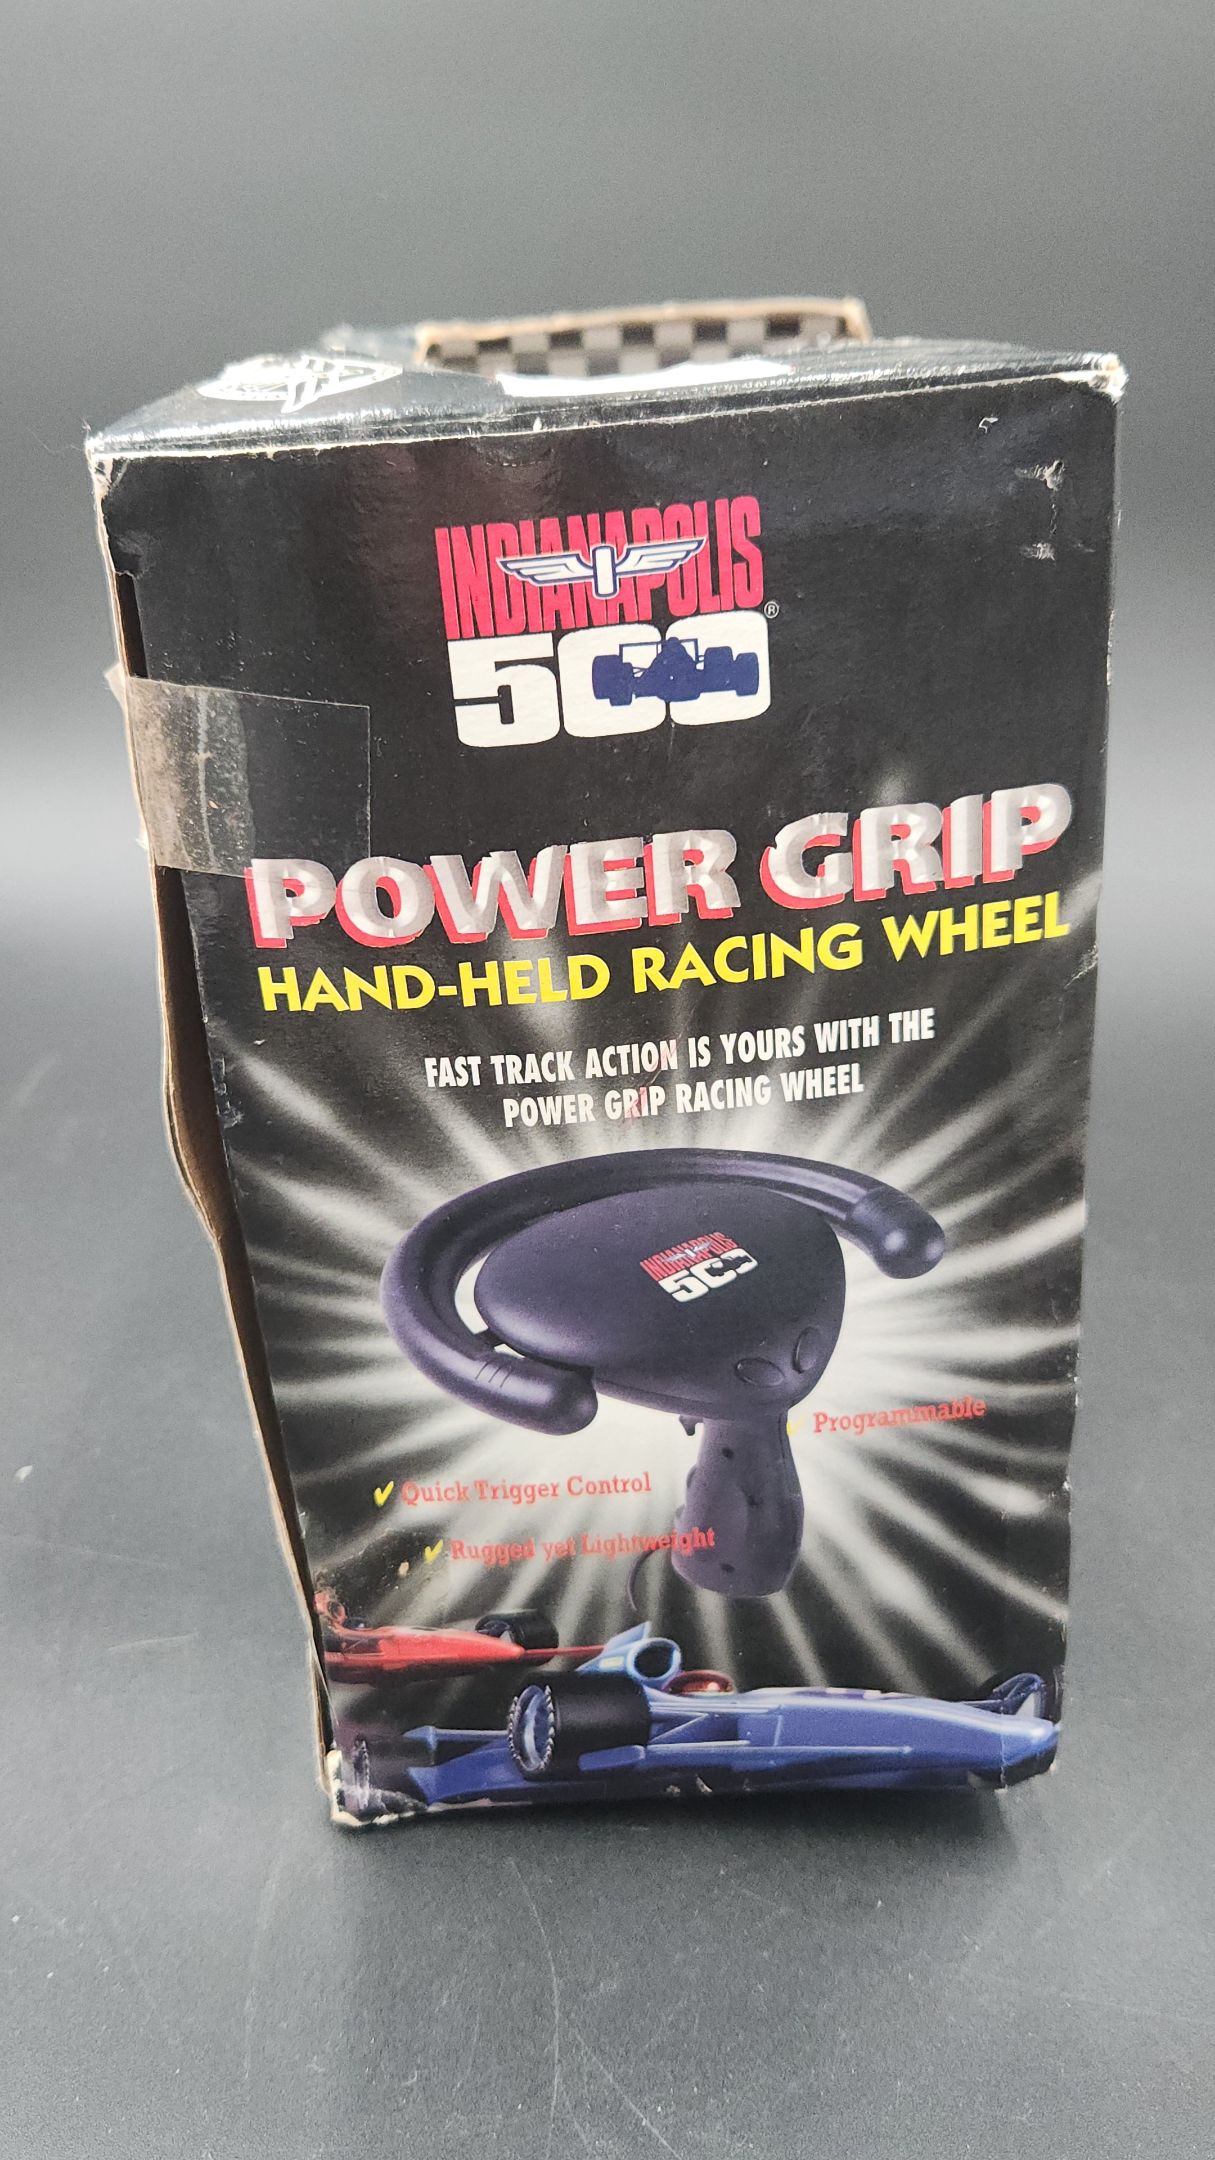 INDIANAPOLIS
500®
POWER GRIP
HAND-HELD RACING WHEEL
FAST TRACK ACTION IS YOURS WITH THE
POWER GRIP RACING WHEEL
INDIANAPOLIS
500
✓ Programmable
✓ Quick Trigger Control
✓ Rugged yet Lightweight